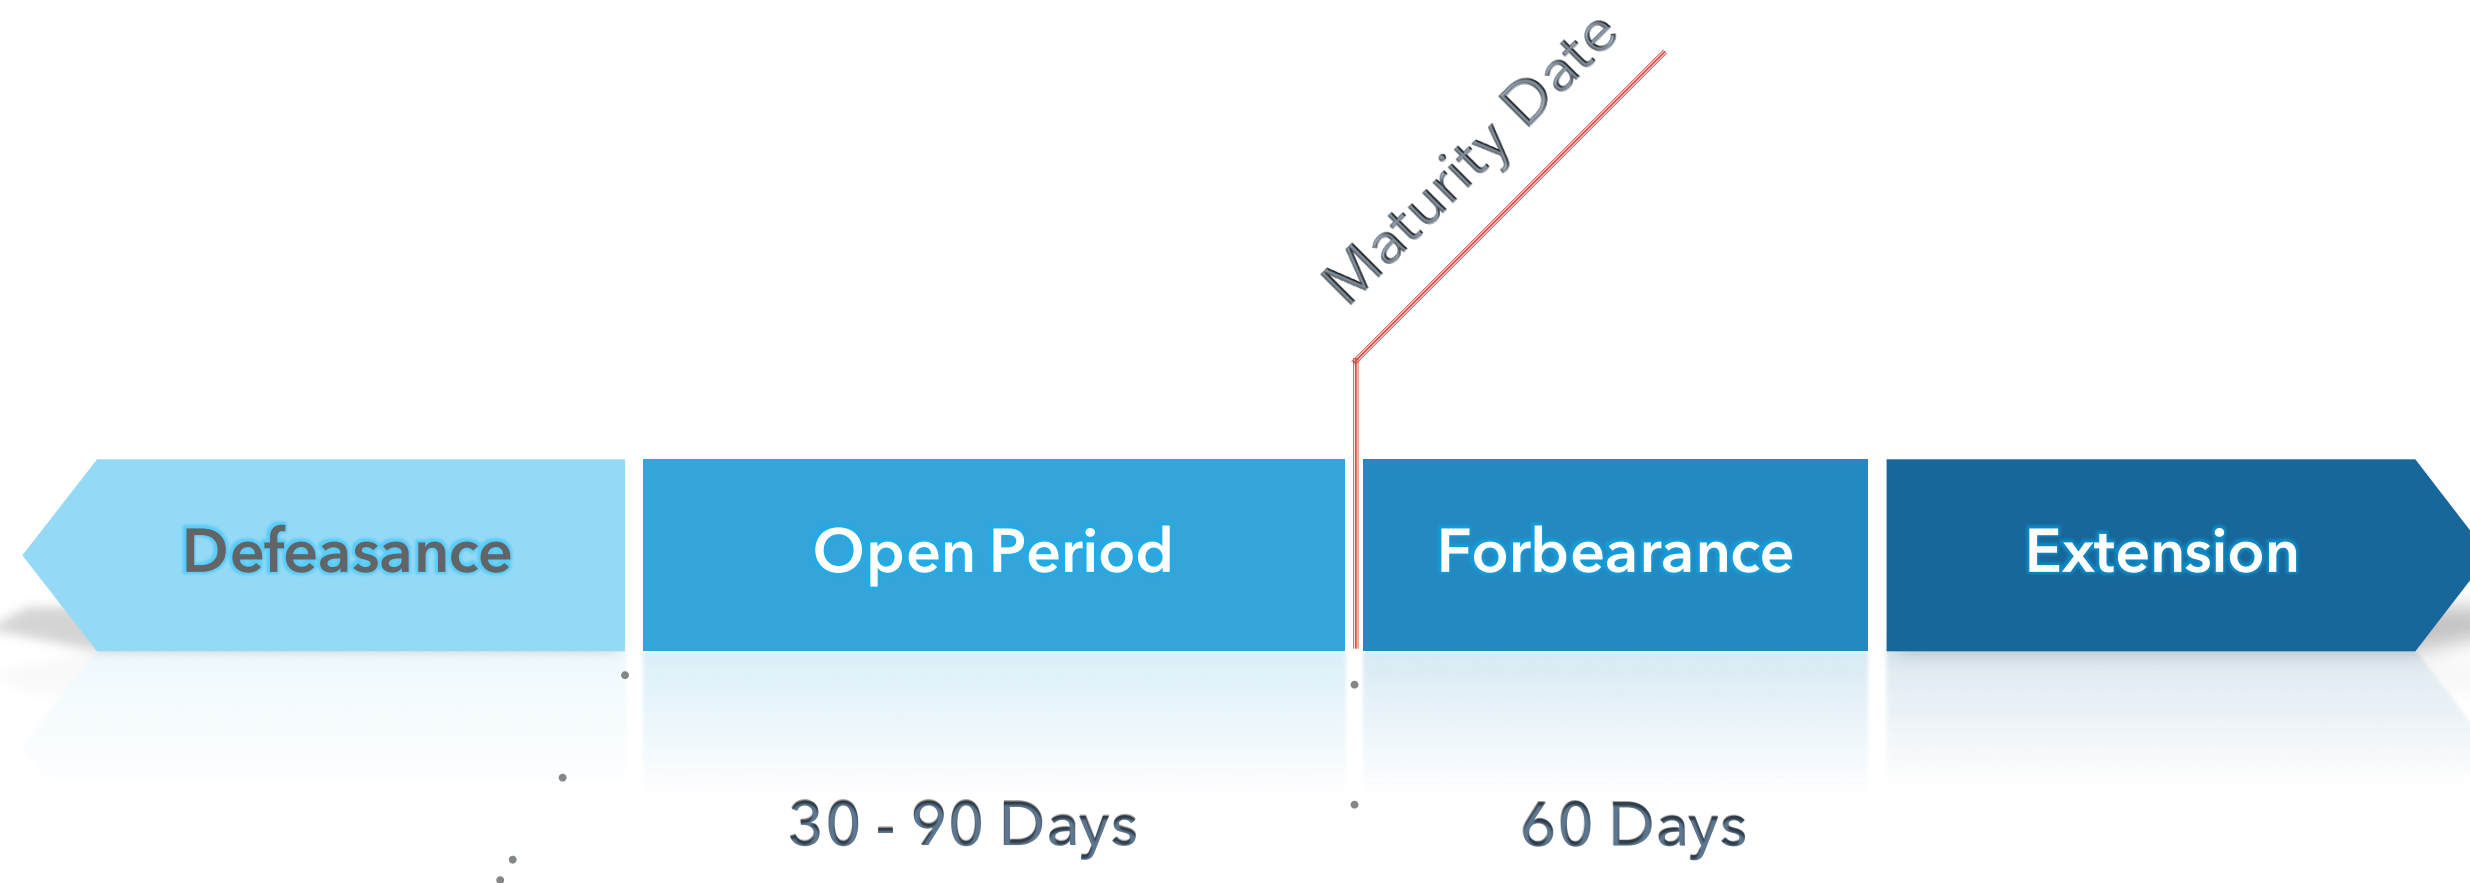 Maturity Date
Defeasance
Open Period
Forbearance
Extension
30 - 90 Days
60 Days